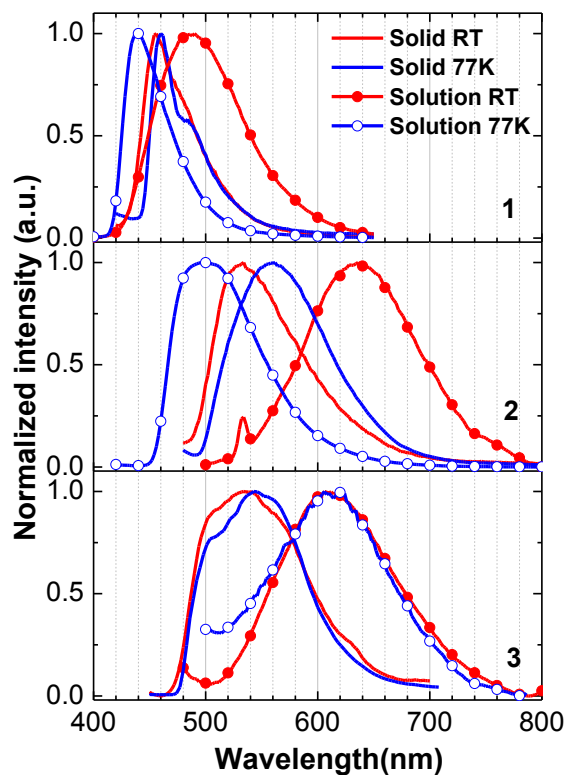 Normalized intensity (a.u.)
1.0
0.5
0.0
Solid RT
Solid 77K
Solution RT
Solution 77K
1
1.0
0.5
0.0
2
1.0
0.5
0.0
3
400 500 600 700 800
Wavelength(nm)